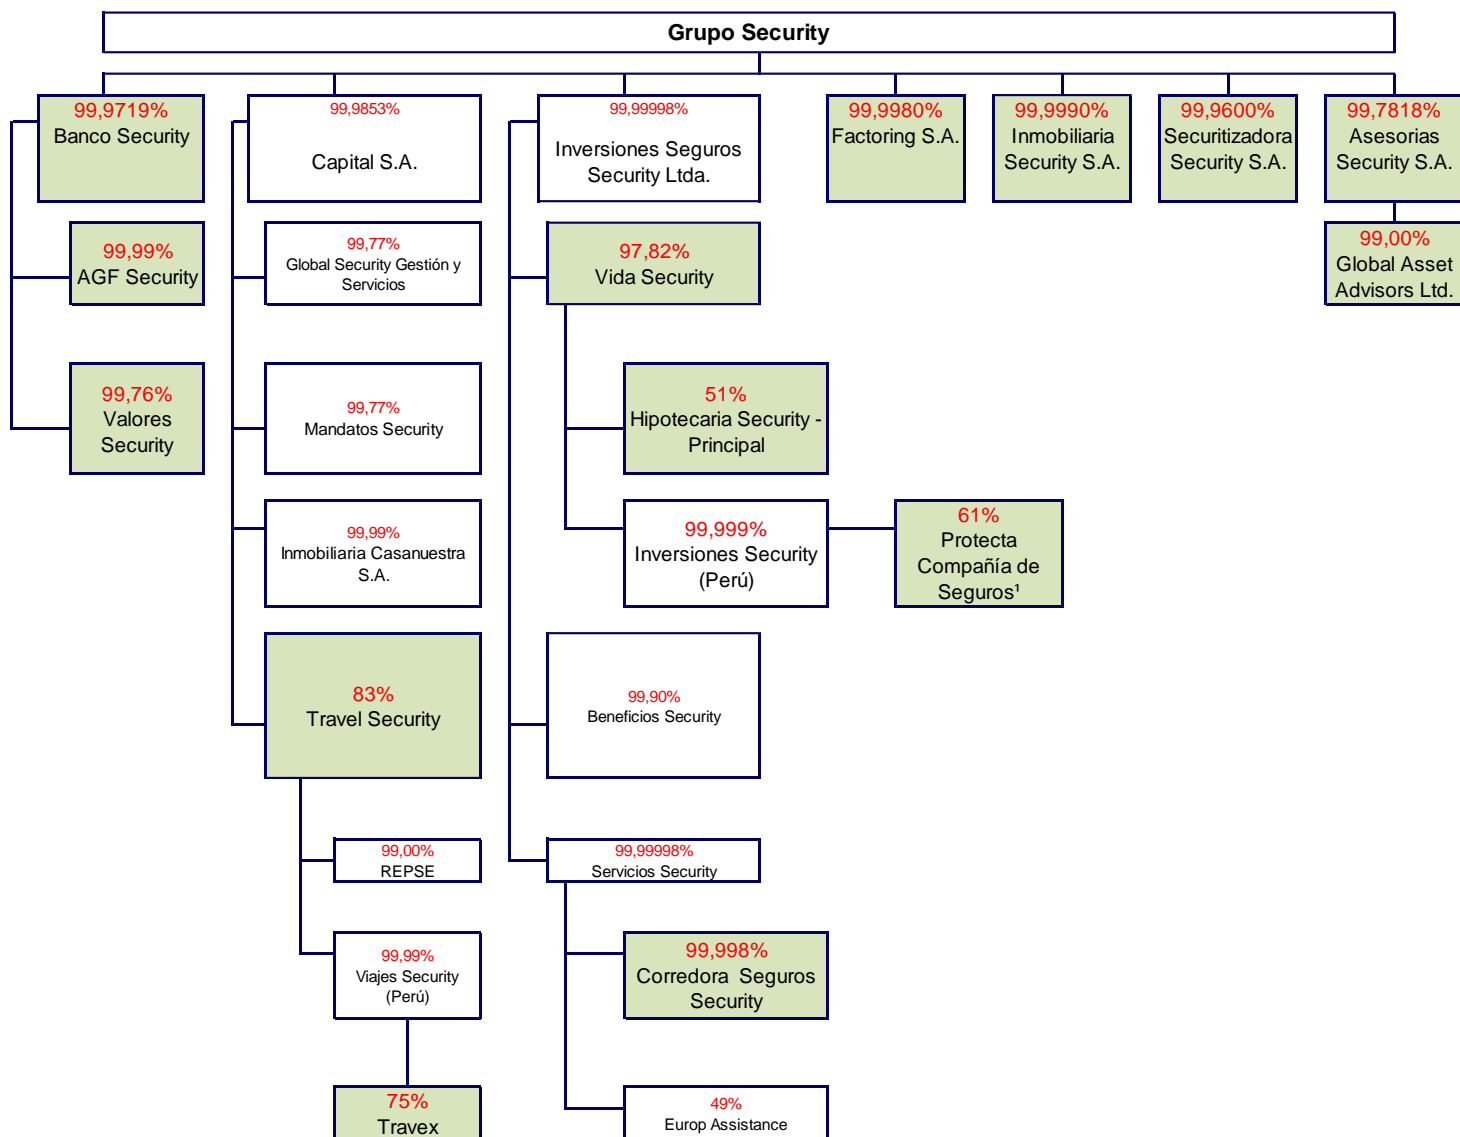 Grupo Security
99,9719%
Banco Security
99,9853%
Capital S.A.
99,99998%
Inversiones Seguros
Security Ltda.
99,9980%
Factoring S.A.
99,9990%
Inmobiliaria
Security S.A.
99,9600%
Securitizadora
Security S.A.
99,7818%
Asesorias
Security S.A.
99,99%
AGF Security
99,77%
Global Security Gestión y
Servicios
97,82%
Vida Security
99,00%
Global Asset
Advisors Ltd.
99,76%
Valores
Security
99,77%
Mandatos Security
51%
Hipotecaria Security -
Principal
99,99%
Inmobiliaria Casanuestra
S.A.
99,999%
Inversiones Security
(Perú)
61%
Protecta
Compañía de
Seguros¹
83%
Travel Security
99,90%
Beneficios Security
99,00%
REPSE
99,99998%
Servicios Security
99,99%
Viajes Security
(Perú)
99,998%
Corredora Seguros
Security
75%
Travex
49%
Europ Assistance